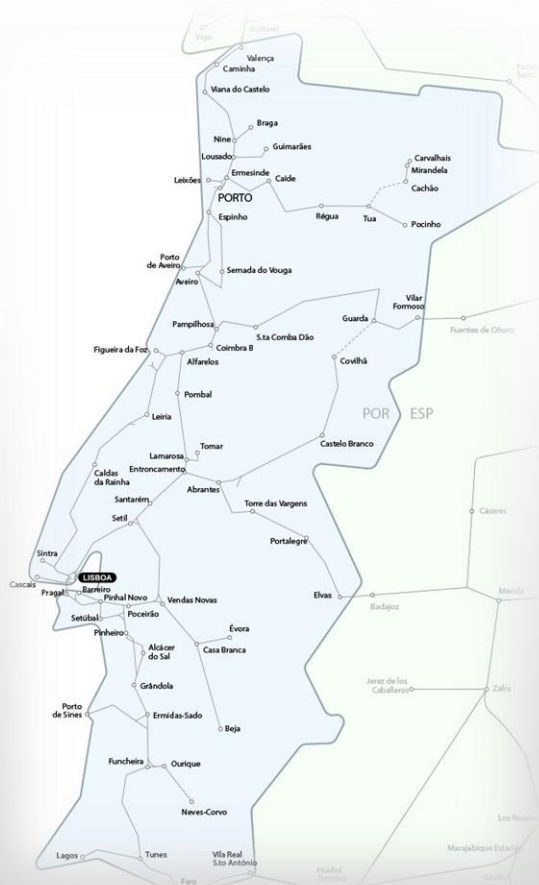 Vigo
Valença
Caminha
Viana do Castelo
Braga
Nine
Guimarães
Lousado
Carvalhais
Mirandela
Ermesinde
Leixões
Caíde
Cachão
PORTO
Espinho
Régua
Tua
Pocinho
Porto
de Aveiro
Sernada do Vouga
Aveiro
Vilar
Formoso
Pampilhosa
Guarda
S.ta Comba Dão
Fuentes de Oñoro
Figueira da Foz
Coimbra B
Alfarelos
Covilhã
Pombal
POR
ESP
Leiria
Tomar
Castelo Branco
Lamarosa
Entroncamento
Caldas
da Rainha
Abrantes
Santarém
Torre das Vargens
Cáceres
Setil
Portalegre
Sintra
LISBOA
Cascais
Barreiro
Pragal
Pinhal Novo
Vendas Novas
Elvas
Badajoz
Mérida
Poceirão
Setúbal
Pinheiro
Évora
Casa Branca
Alcácer
do Sal
Grândola
Jerez de los
Caballeros
Zafra
Porto
de Sines
Ermidas-Sado
Beja
Funcheira
Ourique
Neves-Corvo
Lagos
Tunes
Vila Real
S.to António
Majarabique Estación
Huelva
Faro